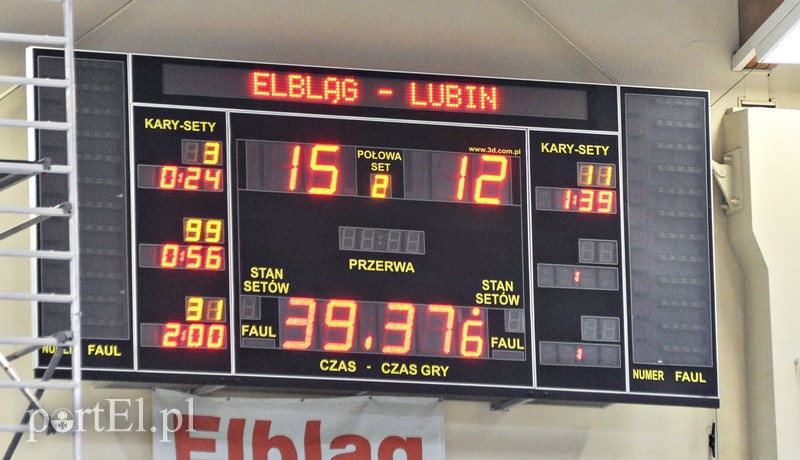 ELBLĄG - LUBIN
KARY-SETY
3
0:24
99
0:56
31
2:00
15
POŁOWA
SET
12
www.3d.com.pl
PRZERWA
STAN
SETÓW
STAN
SETÓW
FAUL
39.376
FAUL
CZAS - CZAS GRY
KARY-SETY
11
1:39
NUMER FAUL
NUMER FAUL
portEl.pl
Elbląg